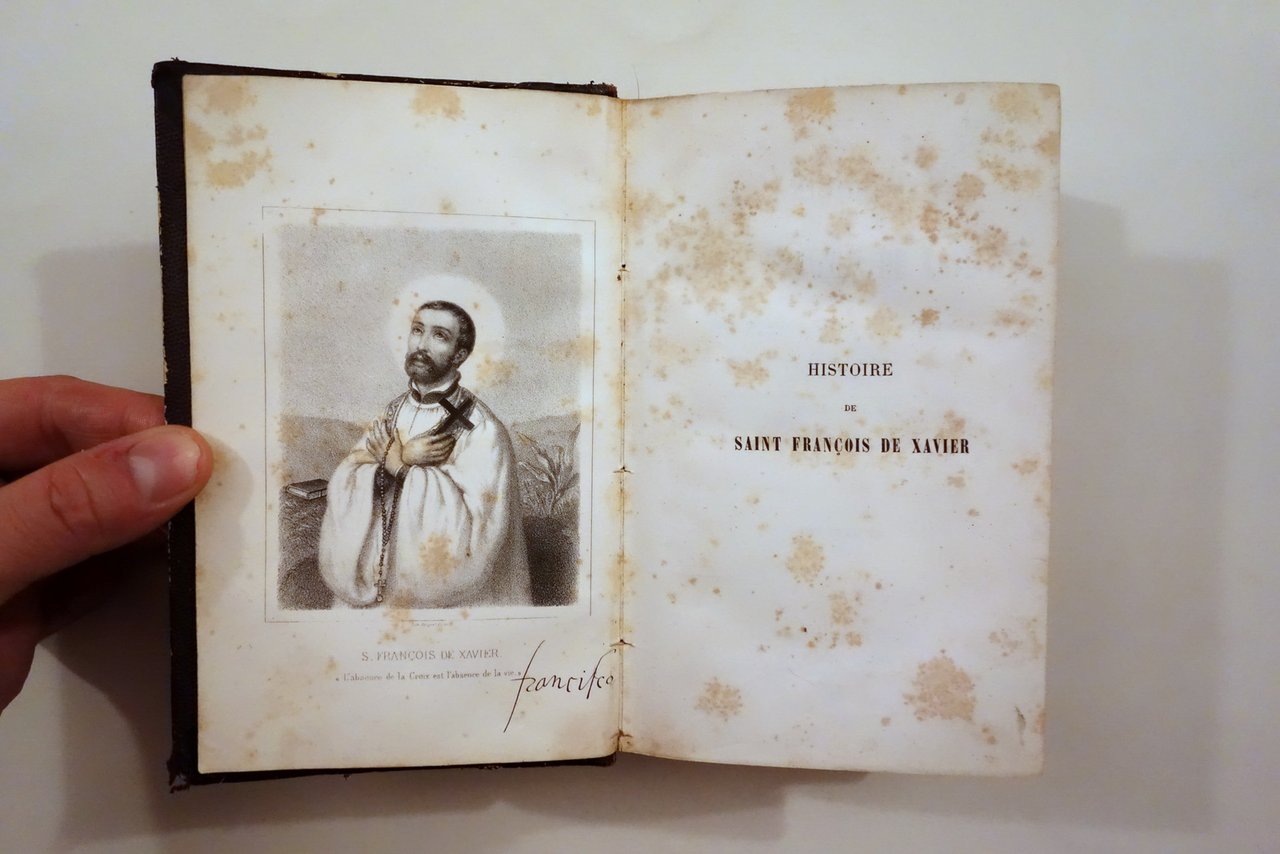 S. FRANÇOIS DE XAVIER.
« L'absence de la Croix est l'absence de la vie. »
francisco
HISTOIRE
DE
SAINT FRANÇOIS DE XAVIER